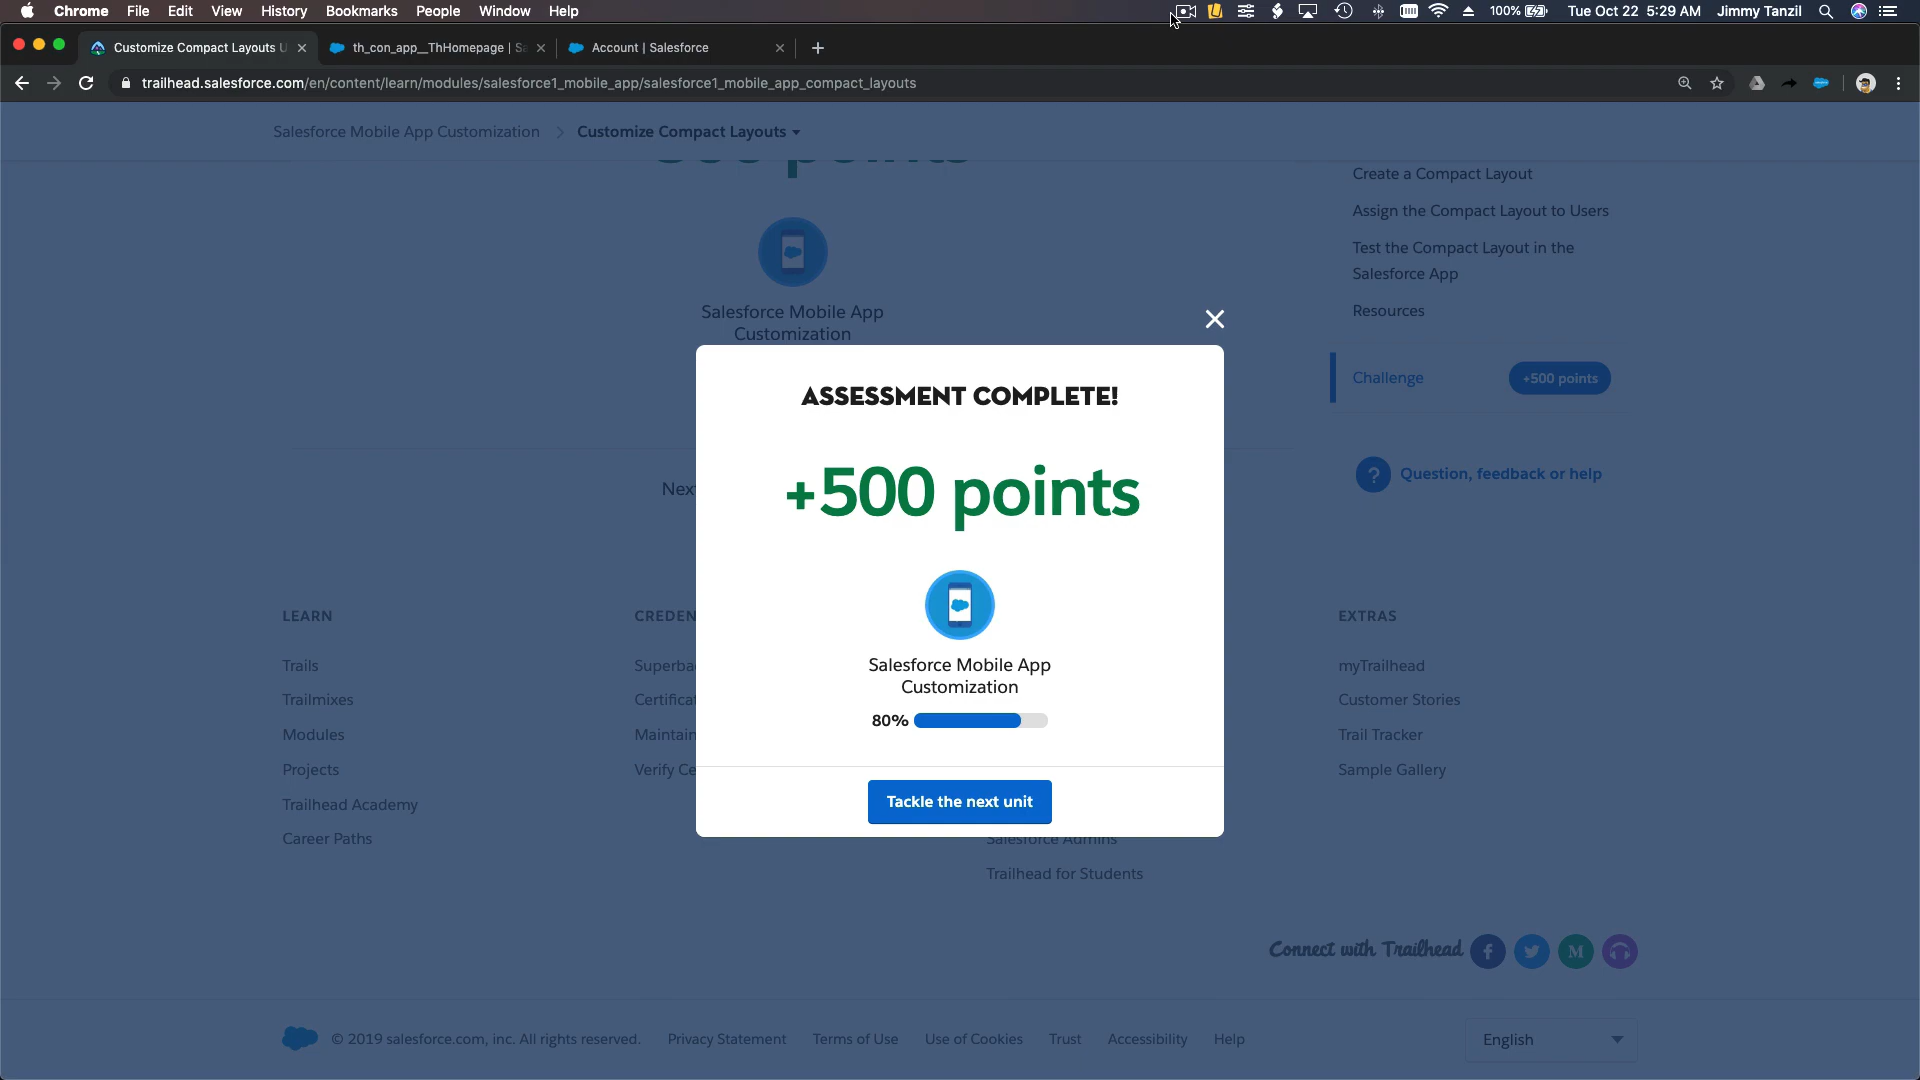 Chrome File Edit View History Bookmarks People Window Help 100% Tue Oct 22 5:29 AM Jimmy Tanzil
Customize Compact Layouts U th_con_app__ThHomepage | Sa Account | Salesforce
trailhead.salesforce.com/en/content/learn/modules/salesforce1_mobile_app/salesforce1_mobile_app_compact_layouts
Salesforce Mobile App Customization > Customize Compact Layouts
Create a Compact Layout
Assign the Compact Layout to Users
Test the Compact Layout in the
Salesforce App
Resources
Challenge +500 points
? Question, feedback or help
Salesforce Mobile App
Customization
ASSESSMENT COMPLETE!
+500 points
Salesforce Mobile App
Customization
80%
Tackle the next unit
LEARN
Trails
Trailmixes
Modules
Projects
Trailhead Academy
Career Paths
Salesforce Admins
Trailhead for Students
EXTRAS
myTrailhead
Customer Stories
Trail Tracker
Sample Gallery
Connect with Trailhead
© 2019 salesforce.com, inc. All rights reserved. Privacy Statement Terms of Use Use of Cookies Trust Accessibility Help English